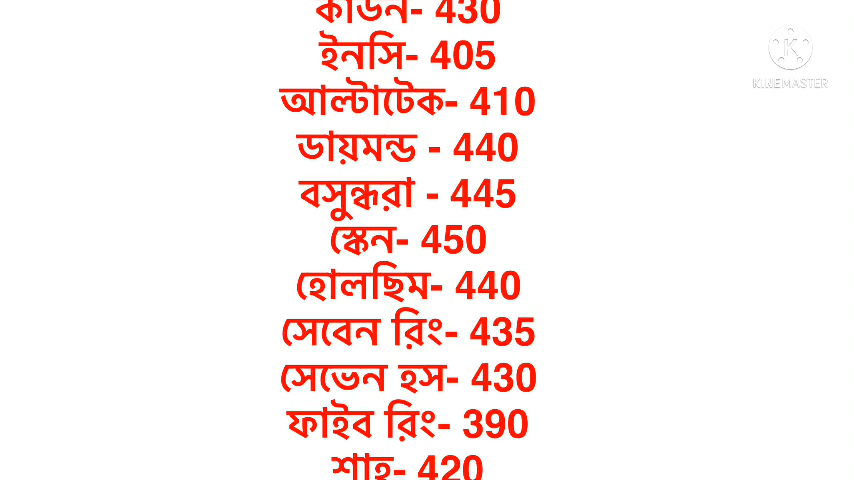 কাউন- 430
ইনসি- 405
আল্টাটেক- 410
ডায়মন্ড - 440
বসুন্ধরা - 445
স্কেন- 450
হোলছিম- 440
সেবেন রিং- 435
সেভেন হস- 430
ফাইব রিং- 390
শাহ- 420
KINEMASTER